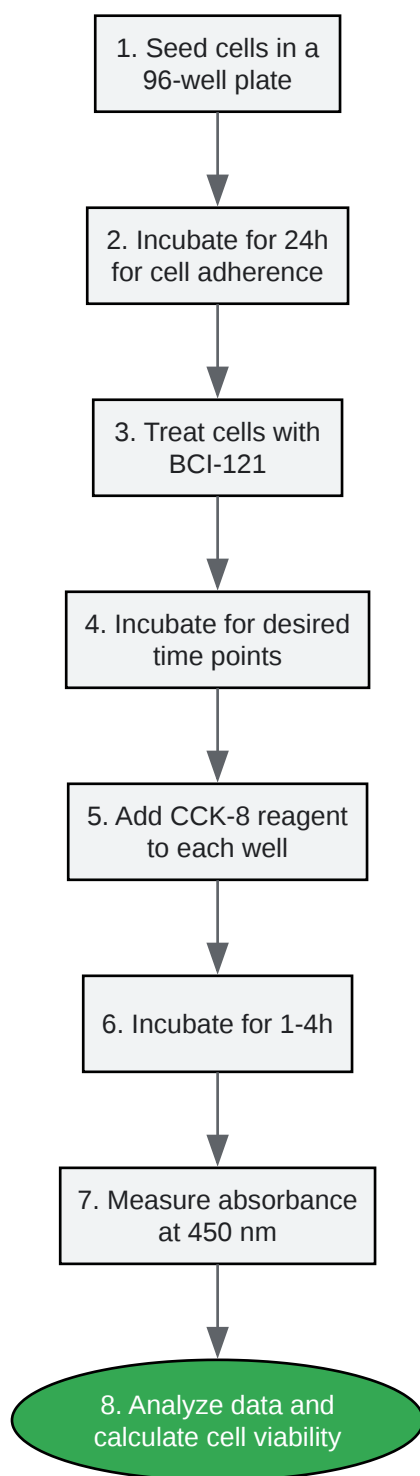 1. Seed cells in a
96-well plate
2. Incubate for 24h
for cell adherence
3. Treat cells with
BCI-121
4. Incubate for desired
time points
5. Add CCK-8 reagent
to each well
6. Incubate for 1-4h
7. Measure absorbance
at 450 nm
8. Analyze data and
calculate cell viability